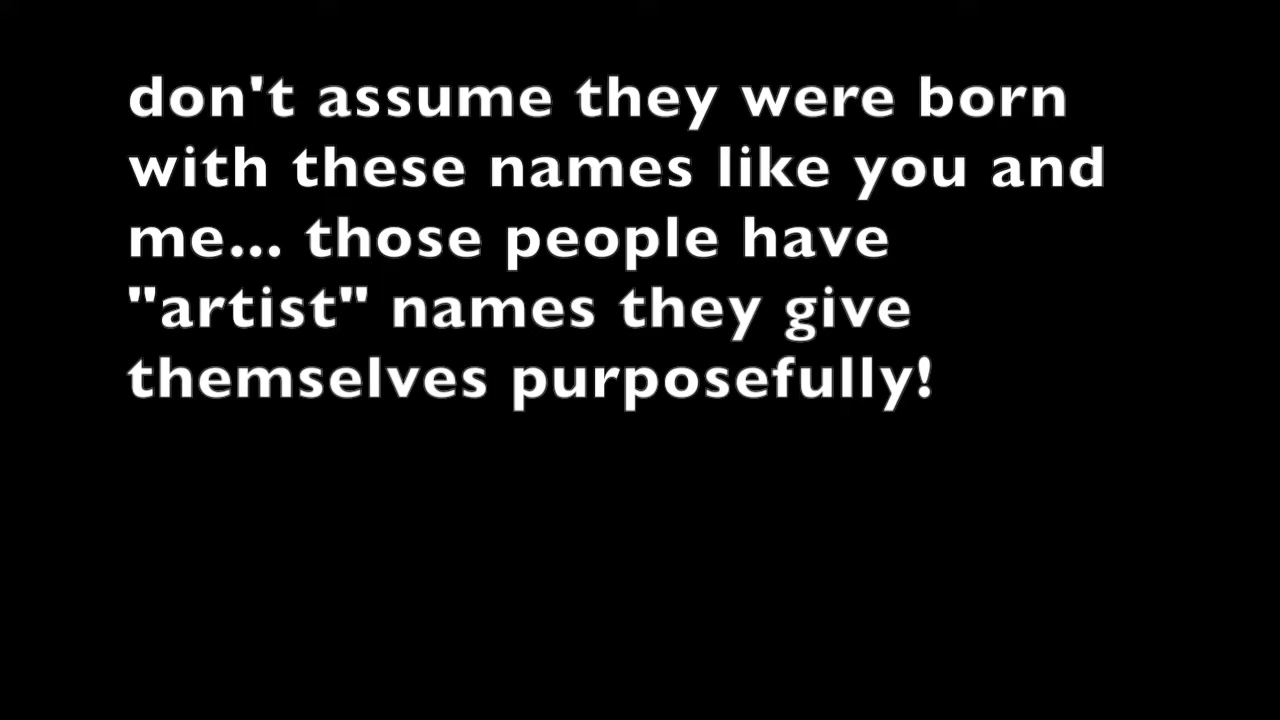 don't assume they were born
with these names like you and
me... those people have
"artist" names they give
themselves purposefully!